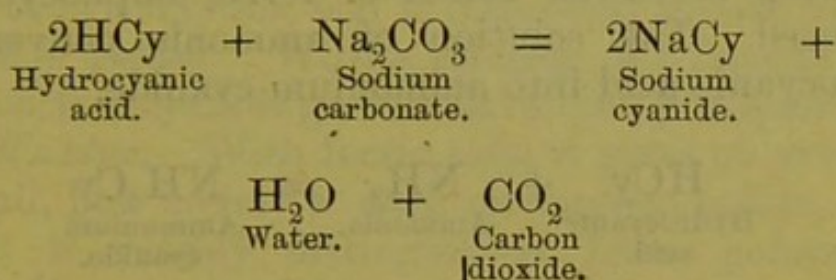 2HCy + Na₂CO₃ = 2NaCy +
Hydrocyanic Sodium Sodium
acid. carbonate. cyanide.
H₂O + CO₂
Water. Carbon
dioxide.